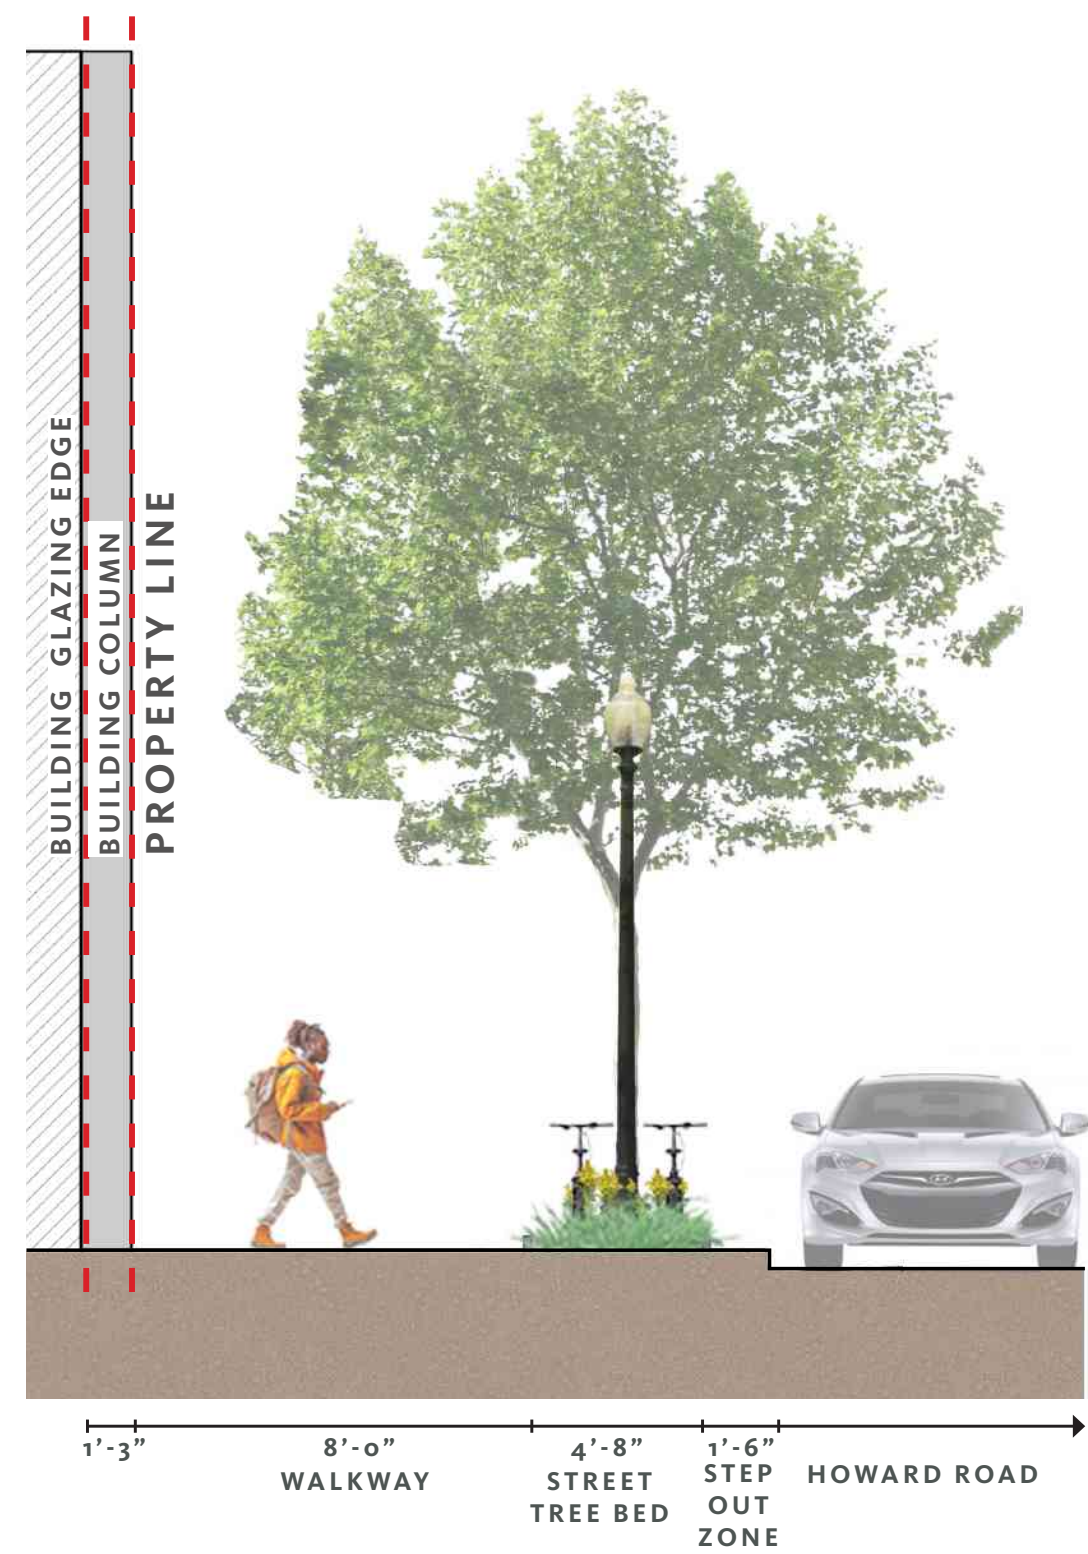 BUILDING GLAZING EDGE
BUILDING COLUMN
PROPERTY LINE
1’-3”
8’-0”
WALKWAY
4’-8”
STREET
TREE BED
1’-6”
STEP
OUT
ZONE
HOWARD ROAD